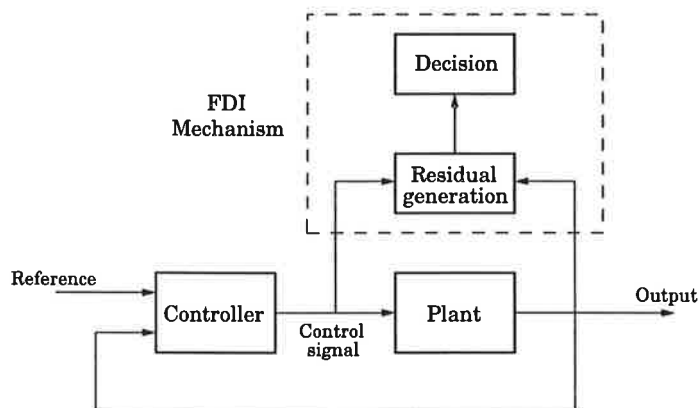 Decision
FDI
Mechanism
Residual
generation
Reference
Controller
Control
signal
Plant
Output